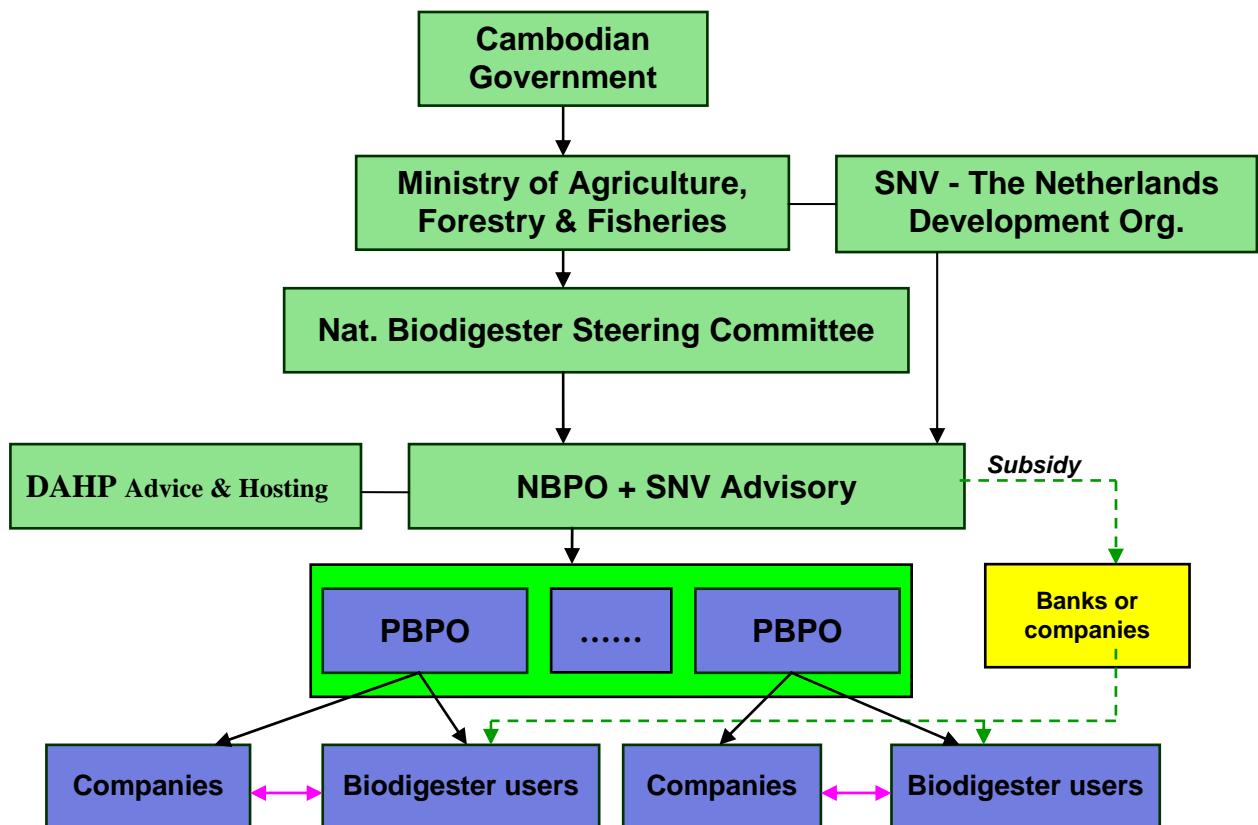 Cambodian
Government
Ministry of Agriculture,
Forestry & Fisheries
SNV - The Netherlands
Development Org.
Nat. Biodigester Steering Committee
DAHP Advice & Hosting
NBPO + SNV Advisory
Subsidy
PBPO
......
PBPO
Banks or
companies
Companies
Biodigester users
Companies
Biodigester users